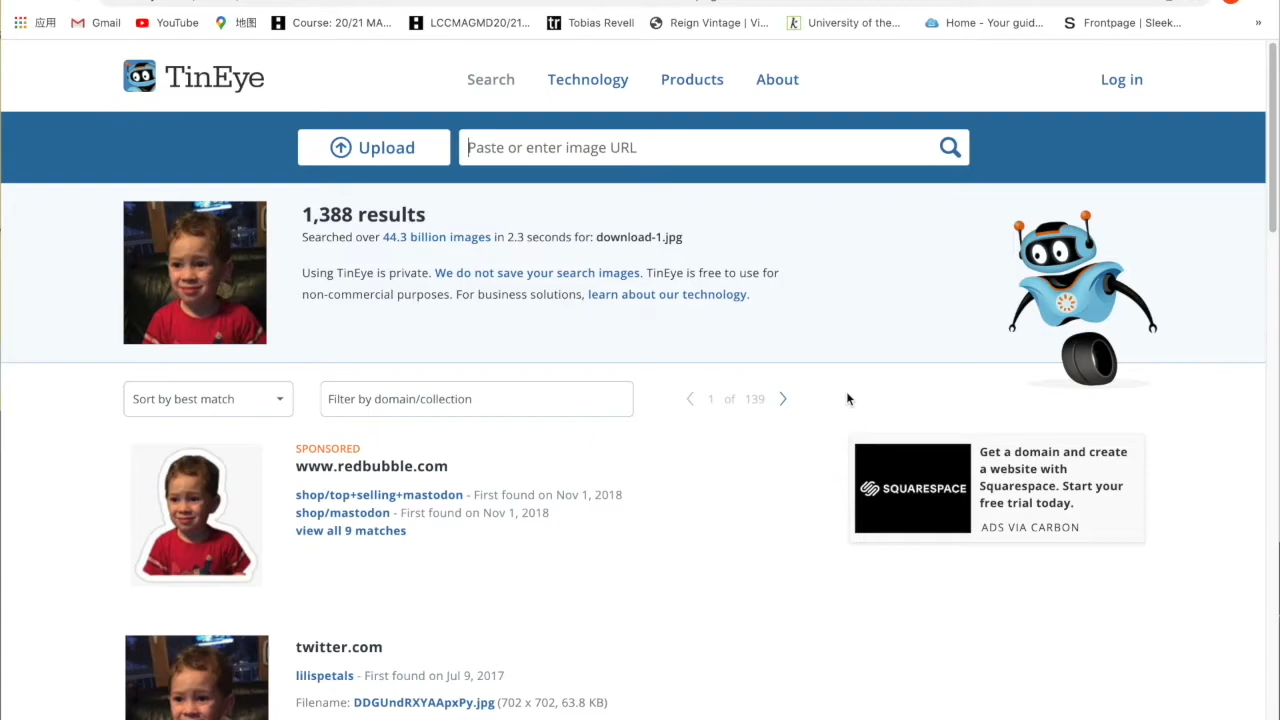 应用
Gmail
YouTube
地图
Course: 20/21 MA...
LCCMAGMD20/21...
Tobias Revell
Reign Vintage | Vi...
University of the...
Home - Your guid...
Frontpage | Sleek...
»
TinEye
Search
Technology
Products
About
Log in
Upload
Paste or enter image URL
1,388 results
Searched over 44.3 billion images in 2.3 seconds for: download-1.jpg
Using TinEye is private. We do not save your search images. TinEye is free to use for
non-commercial purposes. For business solutions, learn about our technology.
Sort by best match
Filter by domain/collection
1 of 139
SPONSORED
www.redbubble.com
shop/top+selling+mastodon - First found on Nov 1, 2018
shop/mastodon - First found on Nov 1, 2018
view all 9 matches
SQUARESPACE
Get a domain and create
a website with
Squarespace. Start your
free trial today.
ADS VIA CARBON
twitter.com
lilispetals - First found on Jul 9, 2017
Filename: DDGUndRXYAApxPy.jpg (702 x 702, 63.8 KB)